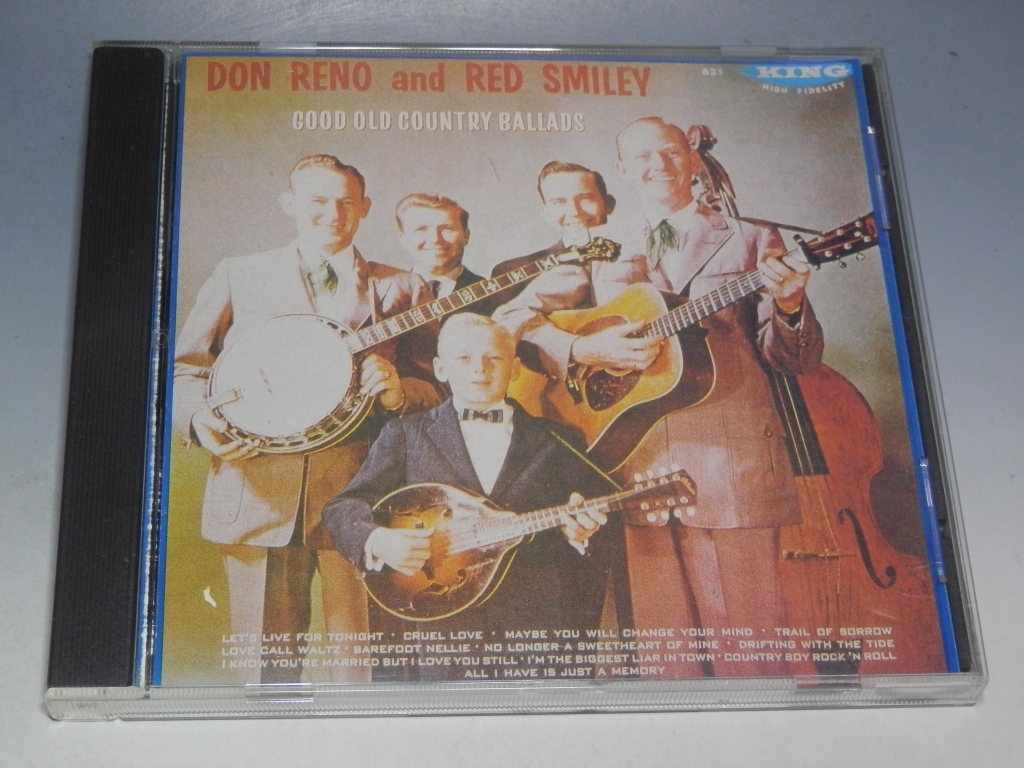 DON RENO and RED SMILEY
621
KING
HIGH FIDELITY
GOOD OLD COUNTRY BALLADS
LET'S LIVE FOR TONIGHT · CRUEL LOVE · MAYBE YOU WILL CHANGE YOUR MIND · TRAIL OF SORROW
LOVE CALL WALTZ · BAREFOOT NELLIE · NO LONGER A SWEETHEART OF MINE · DRIFTING WITH THE TIDE
I KNOW YOU'RE MARRIED BUT I LOVE YOU STILL · I'M THE BIGGEST LIAR IN TOWN · COUNTRY BOY ROCK 'N ROLL
ALL I HAVE IS JUST A MEMORY